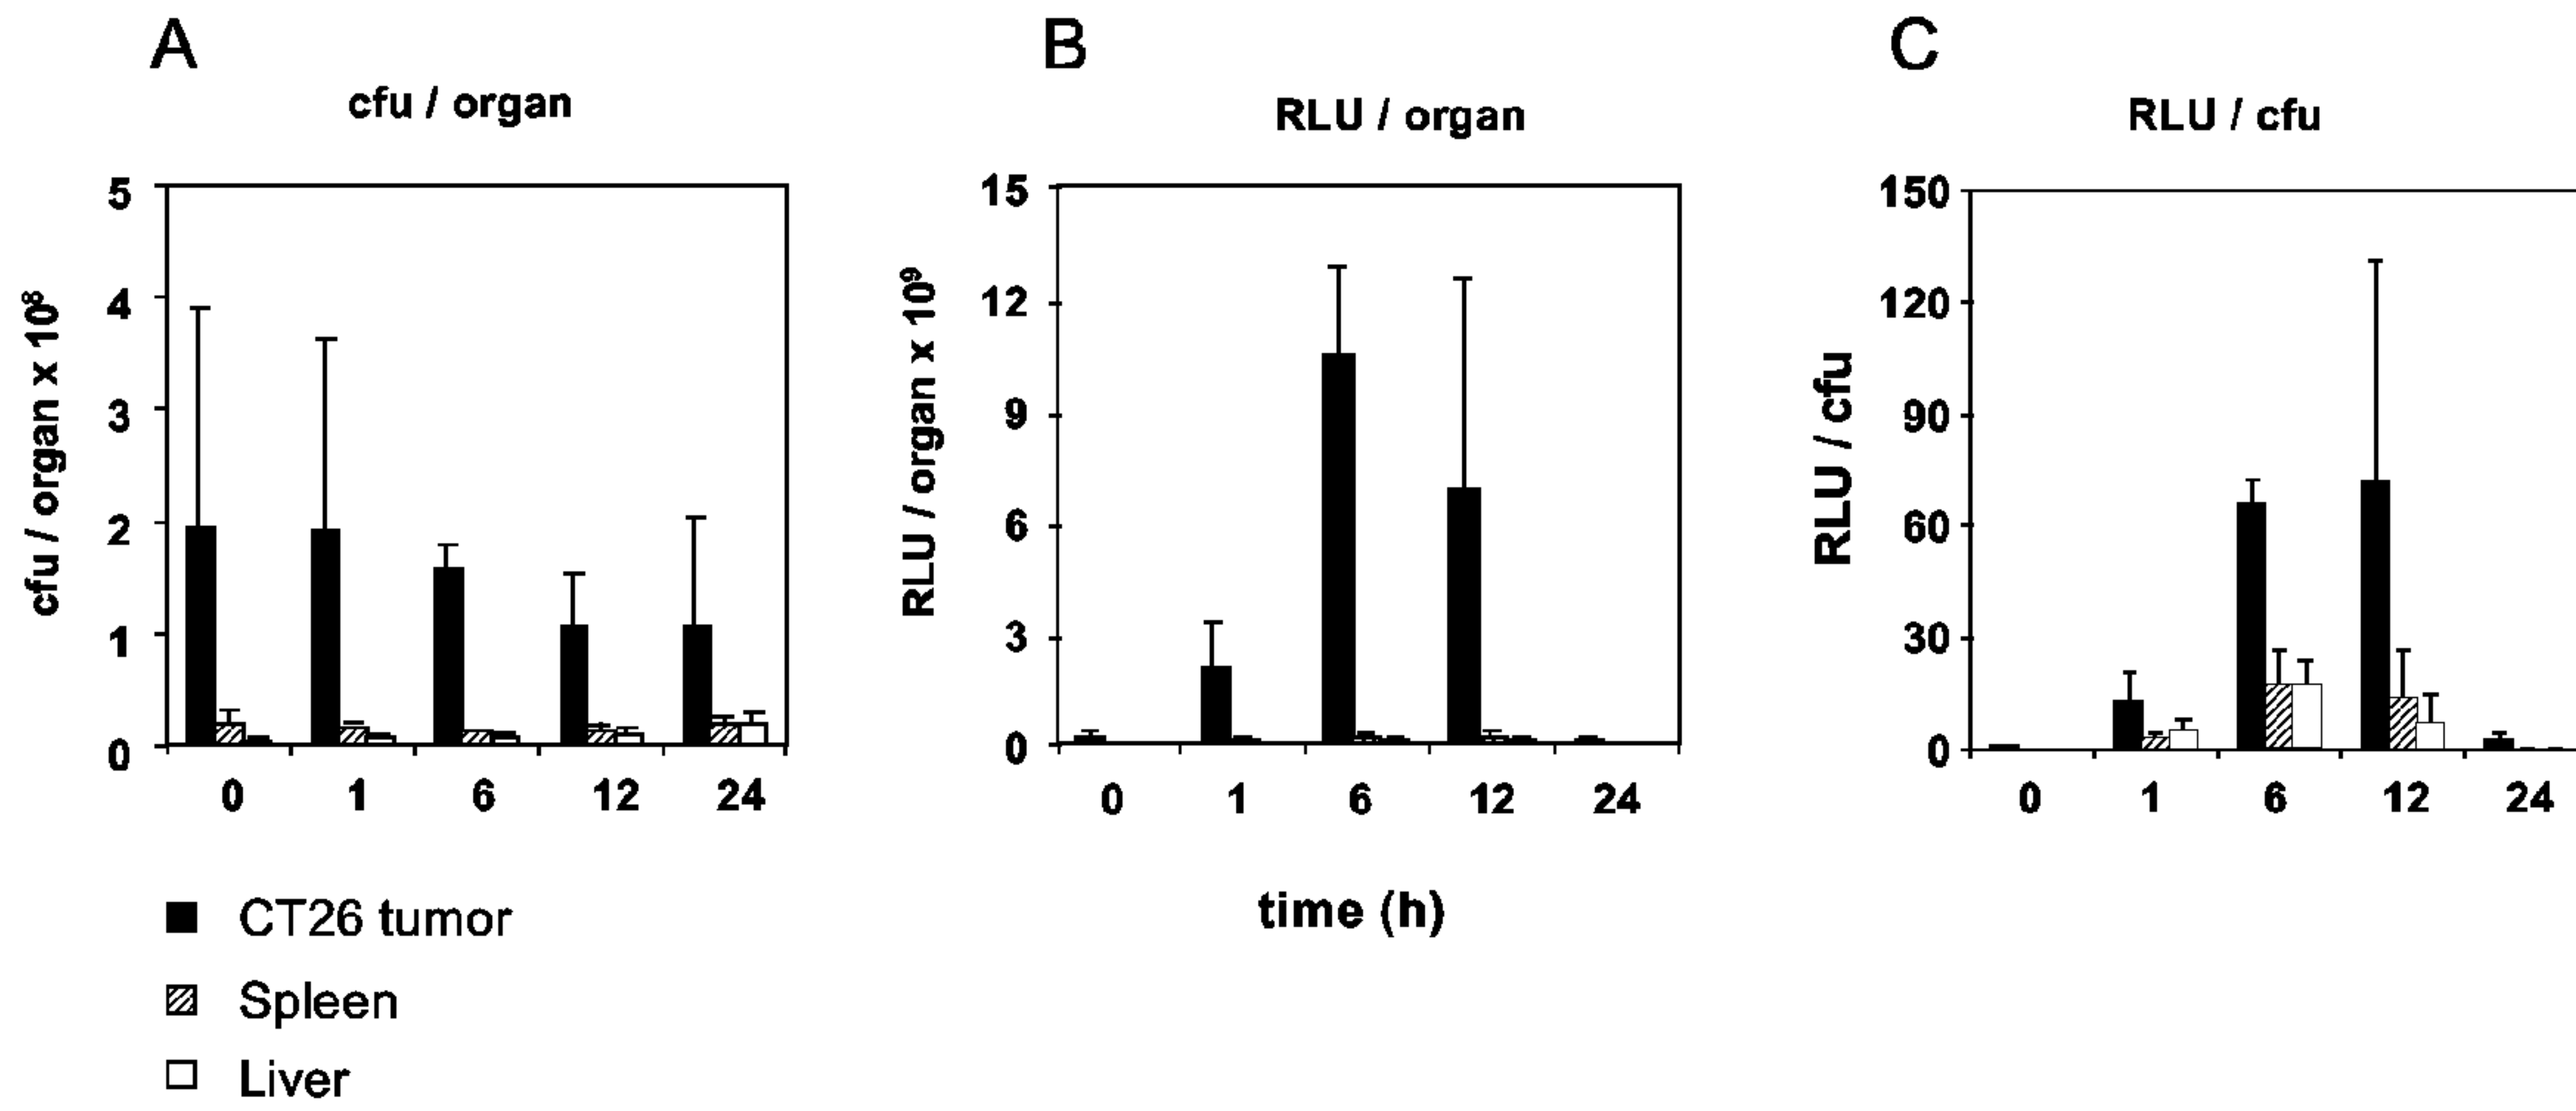 A
cfu / organ
cfu / organ x 10⁸
5
4
3
2
1
0
0 1 6 12 24
B
RLU / organ
RLU / organ x 10⁹
15
12
9
6
3
0
0 1 6 12 24
time (h)
C
RLU / cfu
RLU / cfu
150
120
90
60
30
0
0 1 6 12 24
CT26 tumor
Spleen
Liver